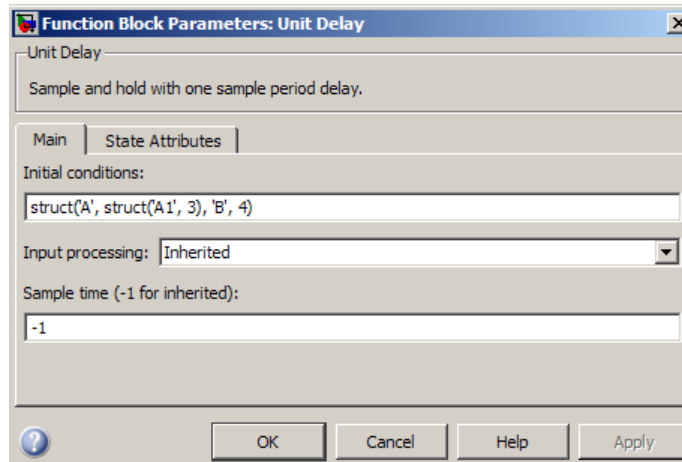 Function Block Parameters: Unit Delay
Unit Delay
Sample and hold with one sample period delay.
Main State Attributes
Initial conditions:
struct('A', struct('A1', 3), 'B', 4)
Input processing: Inherited
Sample time (-1 for inherited):
-1
OK Cancel Help Apply